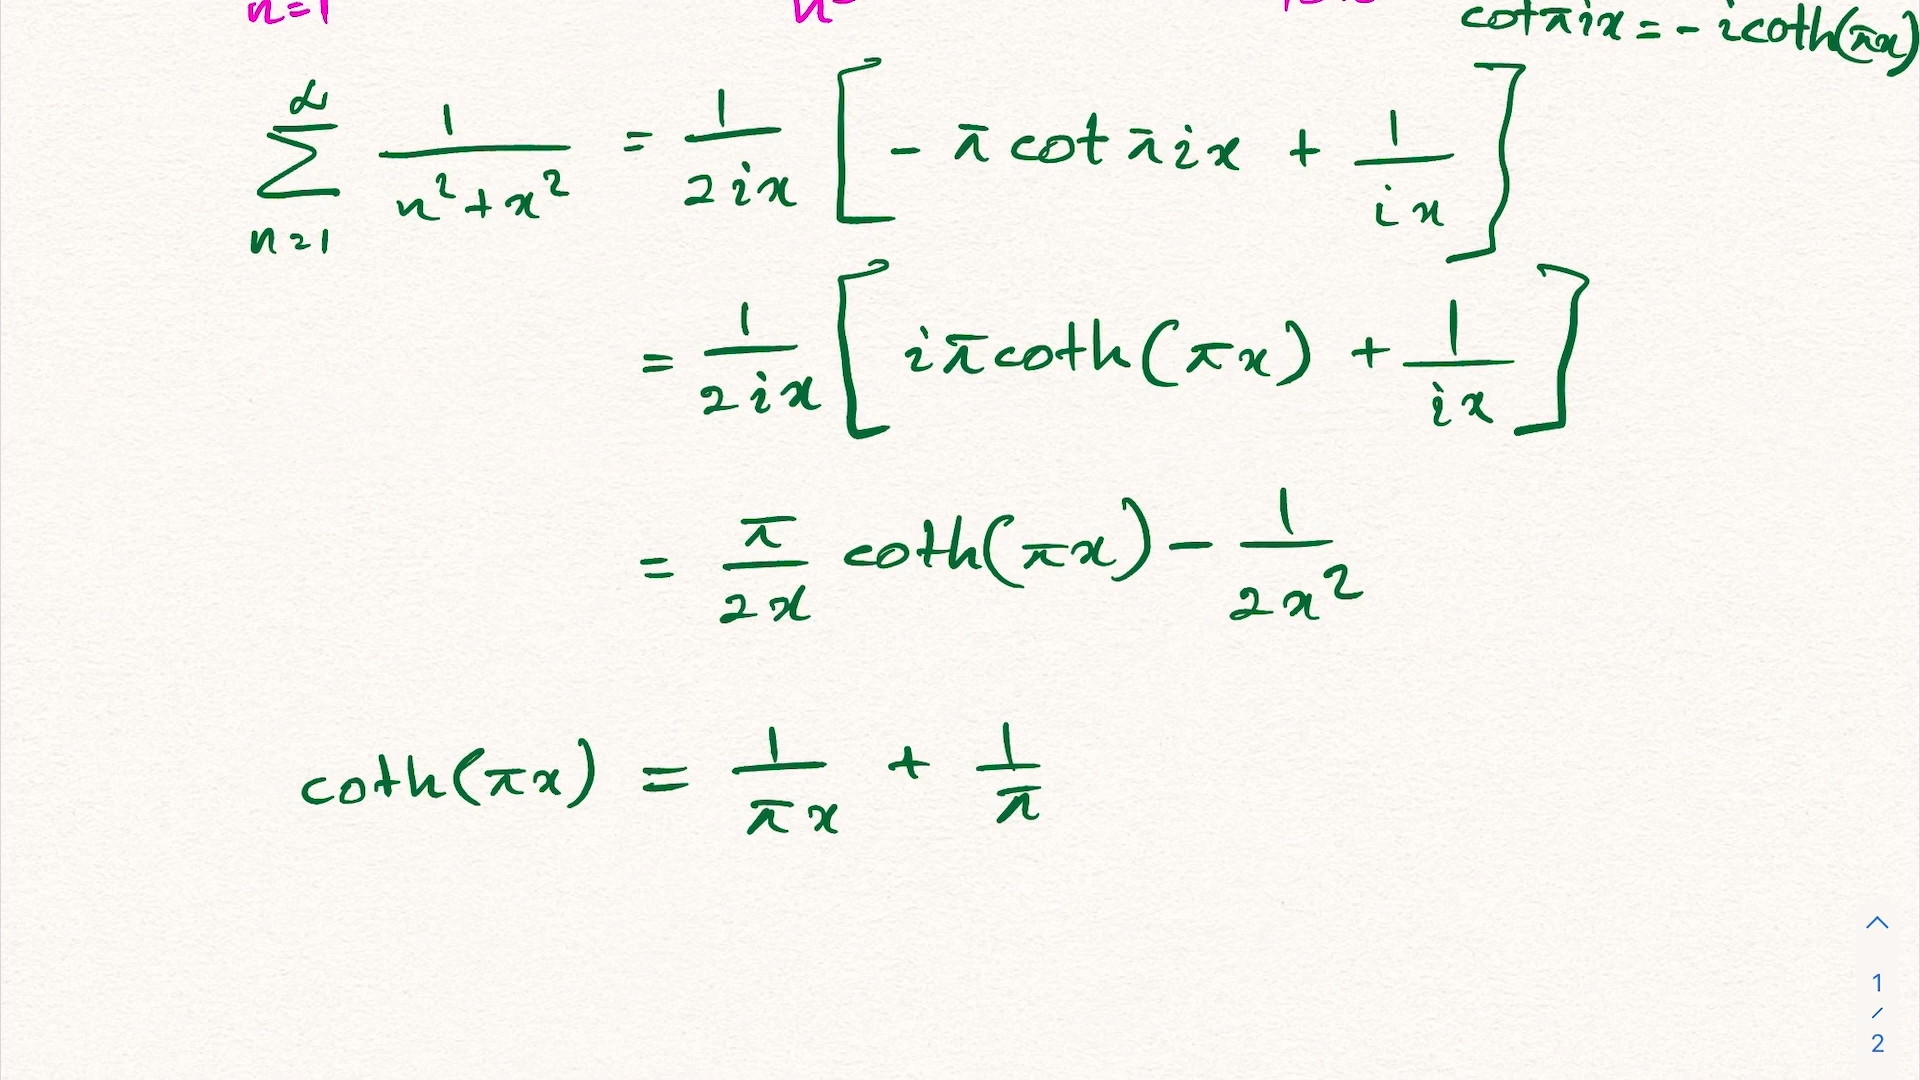 n=1
cot πix = - i coth(πx)
∞
∑ 1/(n²+x²) = 1/(2ix) [ - π cot πix + 1/(ix) ]
n=1
= 1/(2ix) [ iπ coth(πx) + 1/(ix) ]
= π/(2x) coth(πx) - 1/(2x²)
coth(πx) = 1/(πx) + 1/π
1
/
2